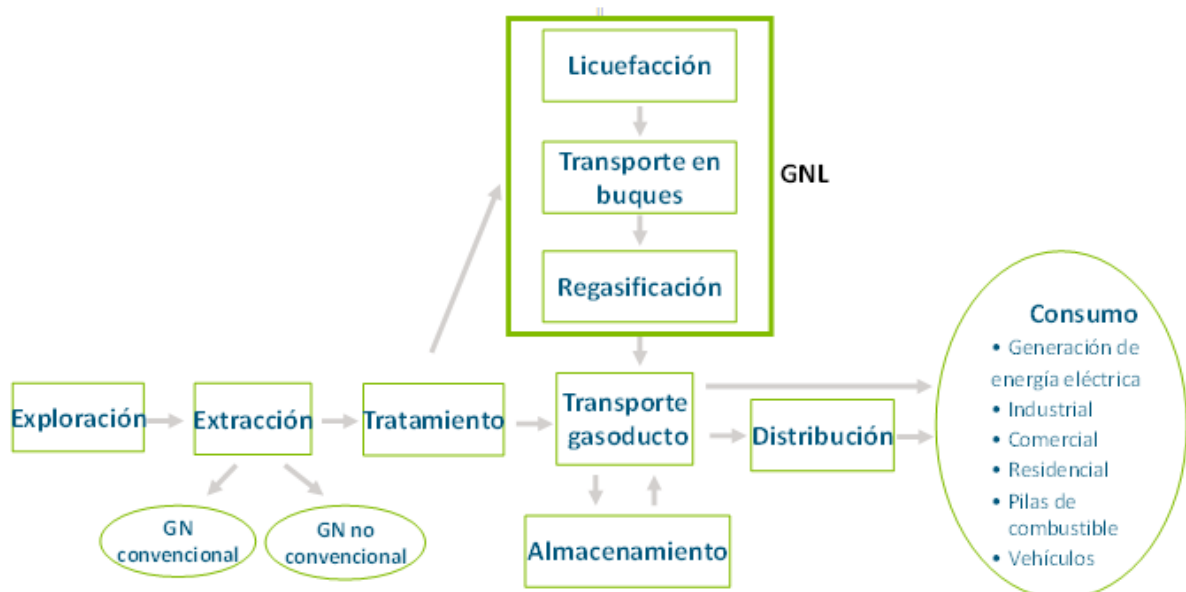 Licuefacción
Transporte en
buques
GNL
Regasificación
Exploración
Extracción
Tratamiento
Transporte
gasoducto
Distribución
GN
convencional
GN no
convencional
Almacenamiento
Consumo
• Generación de
energía eléctrica
• Industrial
• Comercial
• Residencial
• Pilas de
combustible
• Vehículos